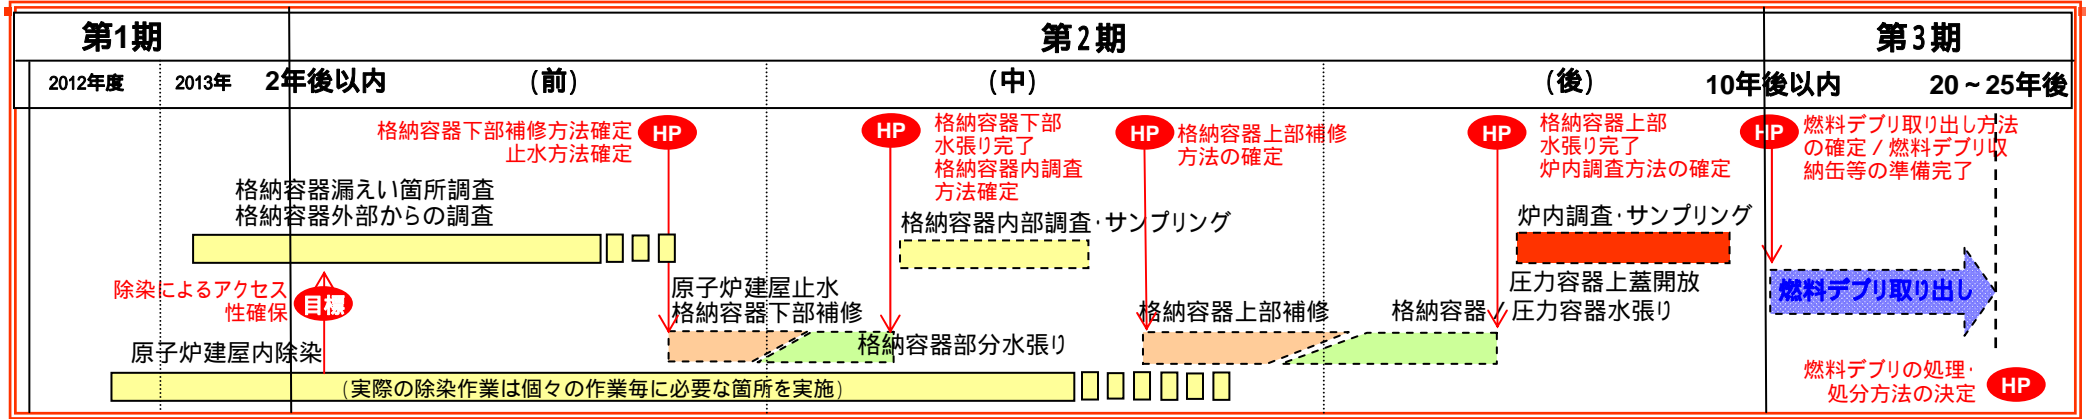 第1期
第2期
第3期
2012年度
2013年
2年後以内
(前)
(中)
(後)
10年後以内
20～25年後
格納容器下部補修方法確定
止水方法確定
HP
HP
格納容器下部
水張り完了
格納容器内調査
方法確定
HP
格納容器上部補修
方法の確定
HP
格納容器上部
水張り完了
炉内調査方法の確定
HP
燃料デブリ取り出し方法
の確定／燃料デブリ収
納缶等の準備完了
格納容器漏えい箇所調査
格納容器外部からの調査
格納容器内部調査・サンプリング
炉内調査・サンプリング
除染によるアクセス
性確保
目標
原子炉建屋止水
格納容器下部補修
格納容器部分水張り
格納容器上部補修
圧力容器上蓋開放
格納容器／圧力容器水張り
燃料デブリ取り出し
原子炉建屋内除染
(実際の除染作業は個々の作業毎に必要な箇所を実施)
燃料デブリの処理・
処分方法の決定
HP